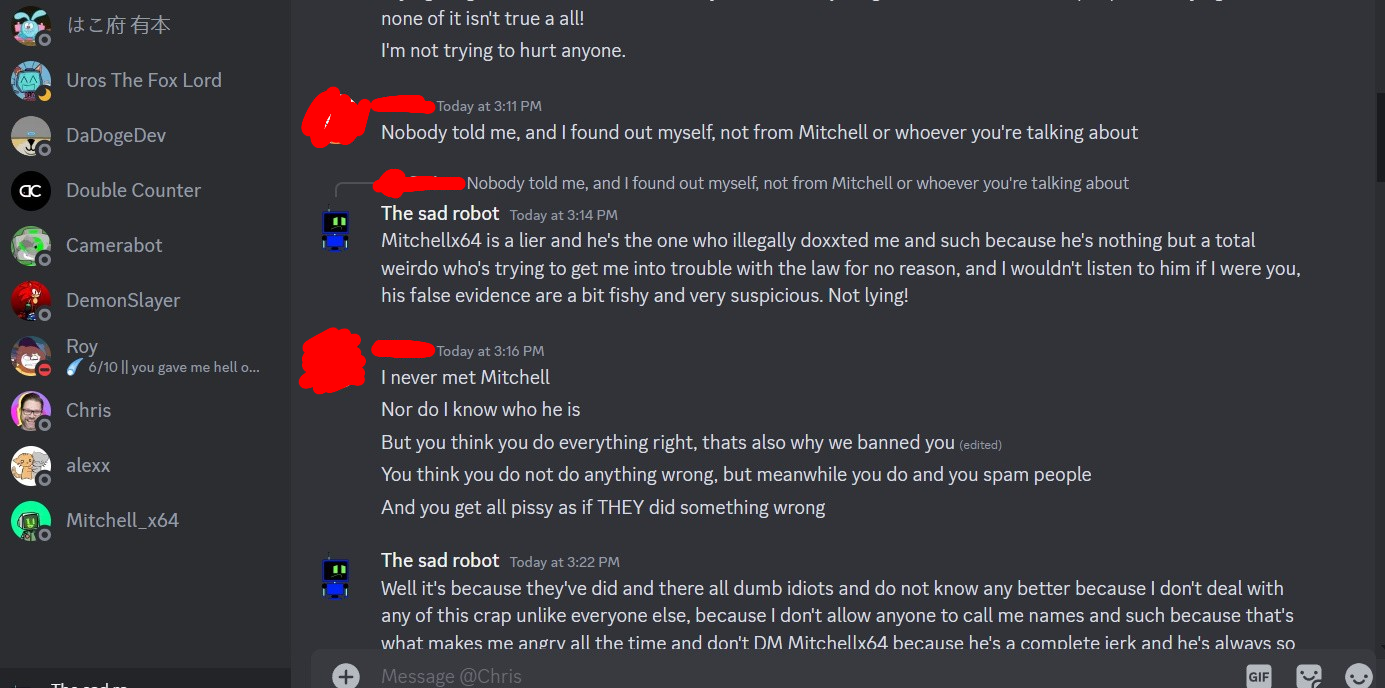 はこ府 有本
Uros The Fox Lord
DaDogeDev
Double Counter
Camerabot
DemonSlayer
Roy
6/10 || you gave me hell o...
Chris
alexx
Mitchell_x64
none of it isn't true a all!
I'm not trying to hurt anyone.
Today at 3:11 PM
Nobody told me, and I found out myself, not from Mitchell or whoever you're talking about
Nobody told me, and I found out myself, not from Mitchell or whoever you're talking about
The sad robot Today at 3:14 PM
Mitchellx64 is a lier and he's the one who illegally doxxted me and such because he's nothing but a total
weirdo who's trying to get me into trouble with the law for no reason, and I wouldn't listen to him if I were you,
his false evidence are a bit fishy and very suspicious. Not lying!
Today at 3:16 PM
I never met Mitchell
Nor do I know who he is
But you think you do everything right, thats also why we banned you (edited)
You think you do not do anything wrong, but meanwhile you do and you spam people
And you get all pissy as if THEY did something wrong
The sad robot Today at 3:22 PM
Well it's because they've did and there all dumb idiots and do not know any better because I don't deal with
any of this crap unlike everyone else, because I don't allow anyone to call me names and such because that's
what makes me angry all the time and don't DM Mitchellx64 because he's a complete jerk and he's always so
Message @Chris
GIF